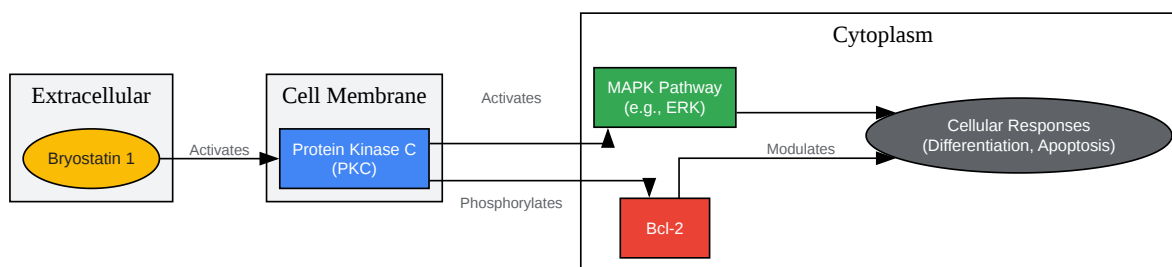 Extracellular
Bryostatin 1
Activates
Cell Membrane
Protein Kinase C
(PKC)
Activates
Phosphorylates
Cytoplasm
MAPK Pathway
(e.g., ERK)
Bcl-2
Modulates
Cellular Responses
(Differentiation, Apoptosis)